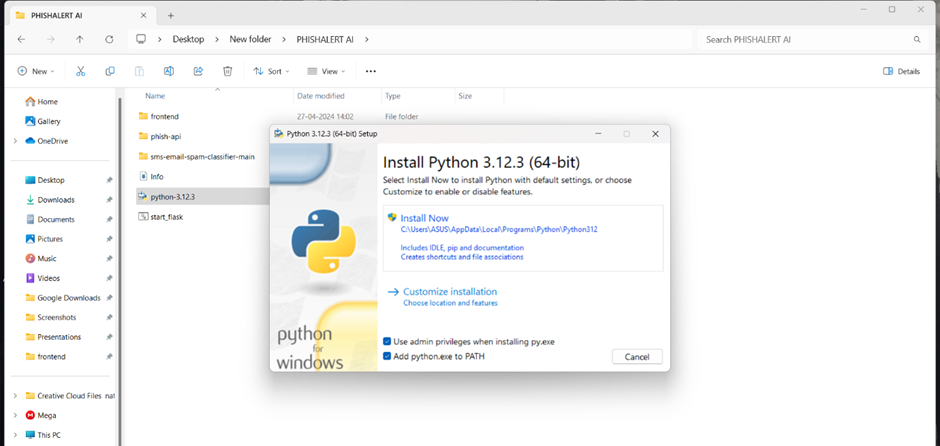 PHISHALERT AI
Desktop > New folder > PHISHALERT AI >
Search PHISHALERT AI
New
Sort
View
Details
Name
Date modified
Type
Size
Home
Gallery
OneDrive
Desktop
Downloads
Documents
Pictures
Music
Videos
Google Downloads
Screenshots
Presentations
frontend
Creative Cloud Files nat
Mega
This PC
frontend
27-04-2024 14:02
File folder
phish-api
sms-email-spam-classifier-main
Info
python-3.12.3
start_flask
Python 3.12.3 (64-bit) Setup
Install Python 3.12.3 (64-bit)
Select Install Now to install Python with default settings, or choose
Customize to enable or disable features.
Install Now
C:\Users\ASUS\AppData\Local\Programs\Python\Python312
Includes IDLE, pip and documentation
Creates shortcuts and file associations
Customize installation
Choose location and features
python
for
windows
Use admin privileges when installing py.exe
Add python.exe to PATH
Cancel